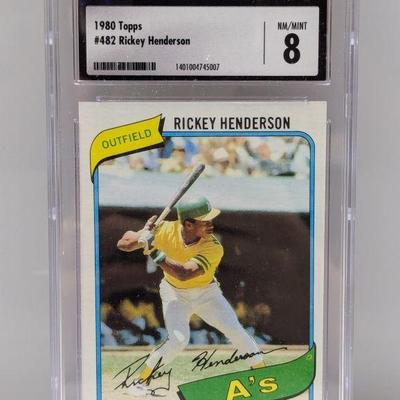 1980 Topps
#482 Rickey Henderson
1401004745007
NM/MINT
8
OUTFIELD
RICKEY HENDERSON
Rickey Henderson
A's